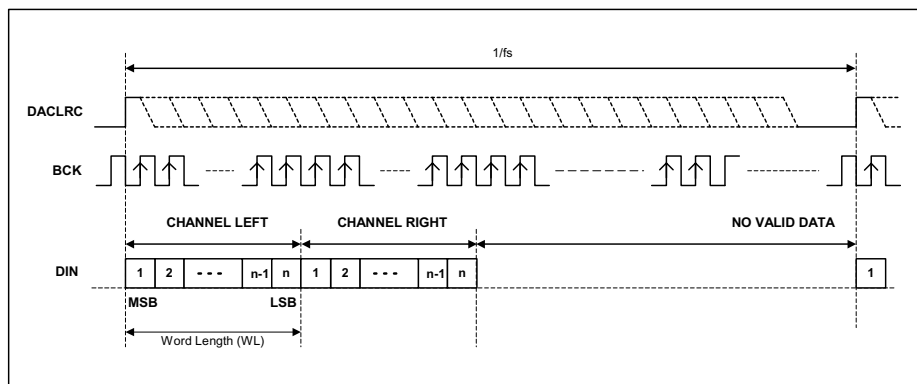 1/fs
DACLRC
BCK
CHANNEL LEFT CHANNEL RIGHT NO VALID DATA
DIN 1 2 - - - n-1 n 1 2 - - - n-1 n 1
MSB LSB
Word Length (WL)